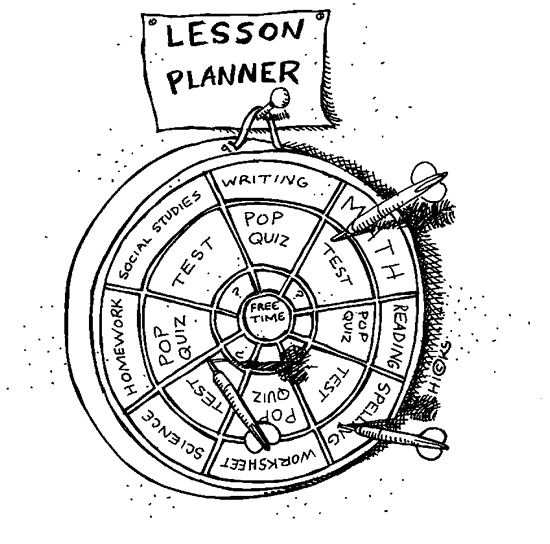 LESSON
PLANNER
WRITING
MATH
READING
SPELLING
WORKSHEET
SCIENCE
HOMEWORK
SOCIAL STUDIES
POP
QUIZ
TEST
POP
QUIZ
TEST
POP
QUIZ
TEST
POP
QUIZ
TEST
?
?
?
FREE
TIME